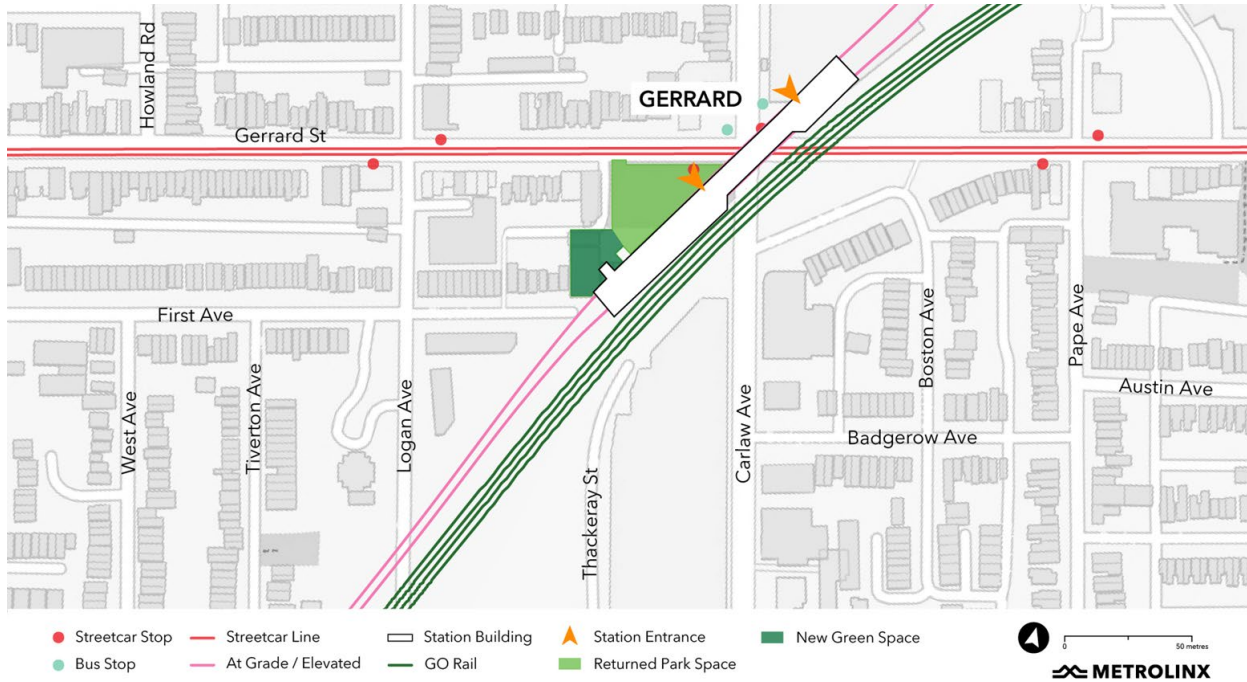 Howland Rd
GERRARD
Gerrard St
First Ave
West Ave
Tiverton Ave
Logan Ave
Thackeray St
Carlaw Ave
Boston Ave
Pape Ave
Austin Ave
Badgerow Ave
Streetcar Stop
Streetcar Line
Station Building
Station Entrance
New Green Space
Bus Stop
At Grade / Elevated
GO Rail
Returned Park Space
50 metres
METROLINX